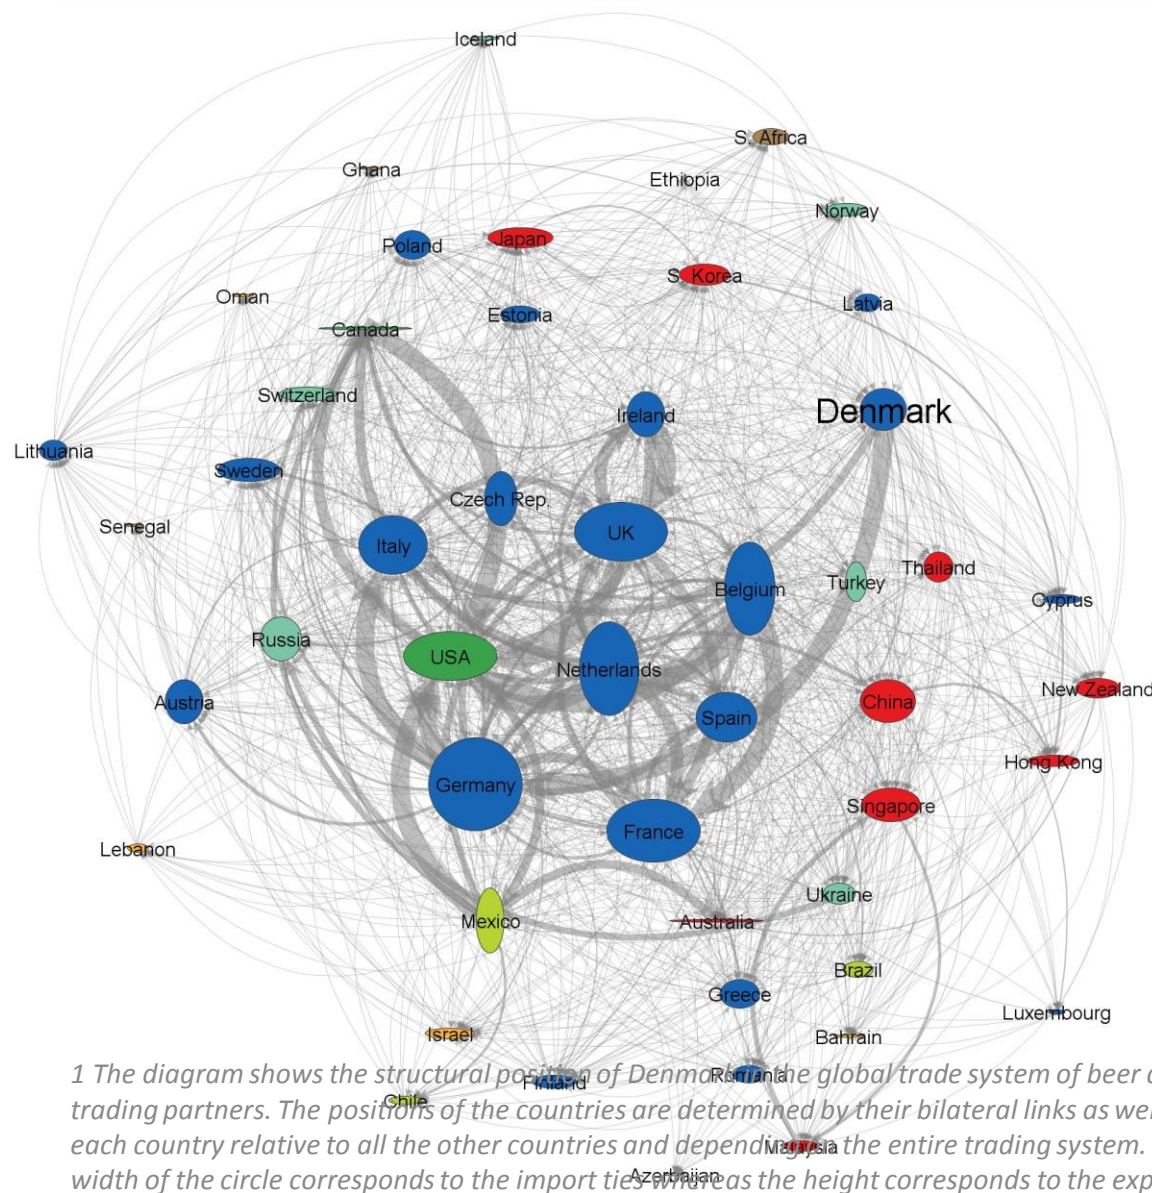 Iceland
S. Africa
Ghana
Ethiopia
Norway
Japan
Poland
S. Korea
Oman
Latvia
Estonia
Canada
Switzerland
Denmark
Ireland
Lithuania
Sweden
Czech Rep.
Senegal
UK
Italy
Thailand
Turkey
Belgium
Cyprus
Russia
USA
Netherlands
New Zealand
Austria
China
Spain
Hong Kong
Germany
Singapore
France
Lebanon
Ukraine
Mexico
Australia
Brazil
Greece
Luxembourg
Israel
Bahrain
1 The diagram shows the structural position of Denmark in the global trade system of beer
Romania
Finland
Chile
trading partners. The positions of the countries are determined by their bilateral links as
each country relative to all the other countries and depending on the entire trading system.
Malaysia
Azerbaijan
width of the circle corresponds to the import ties whereas the height corresponds to the